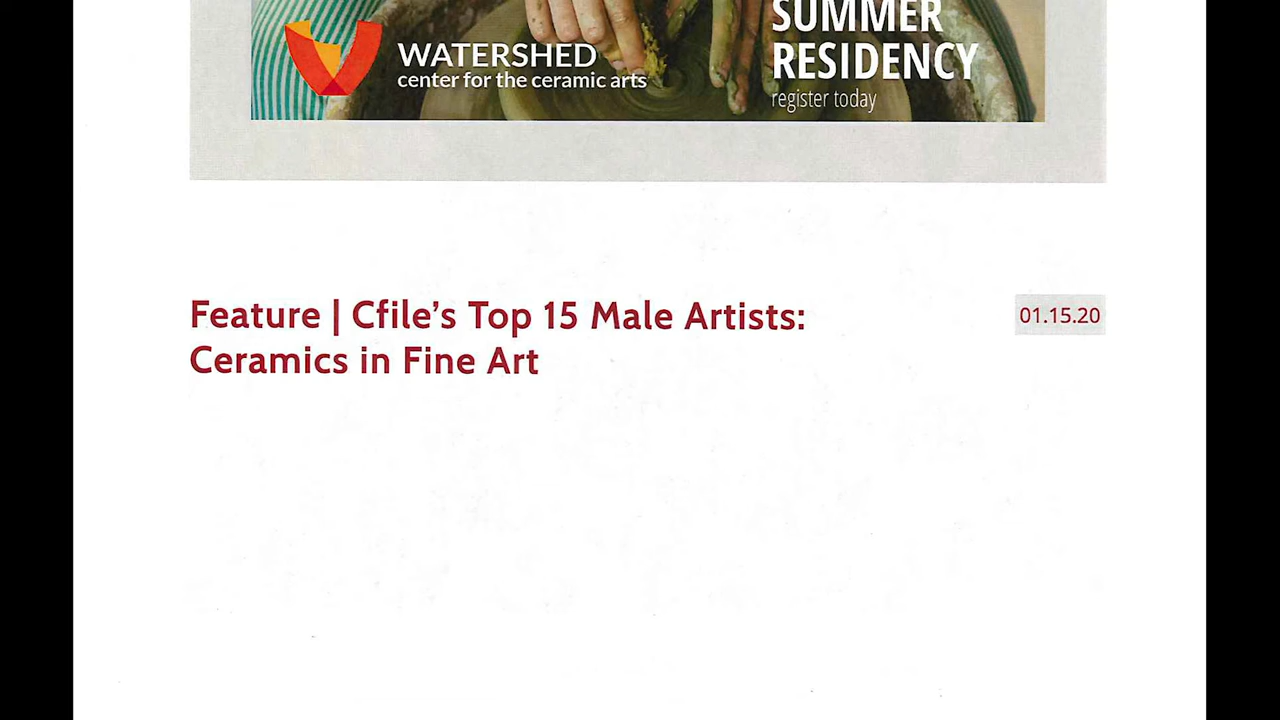 SUMMER
WATERSHED
RESIDENCY
center for the ceramic arts
register today
Feature | Cfile's Top 15 Male Artists:
01.15.20
Ceramics in Fine Art